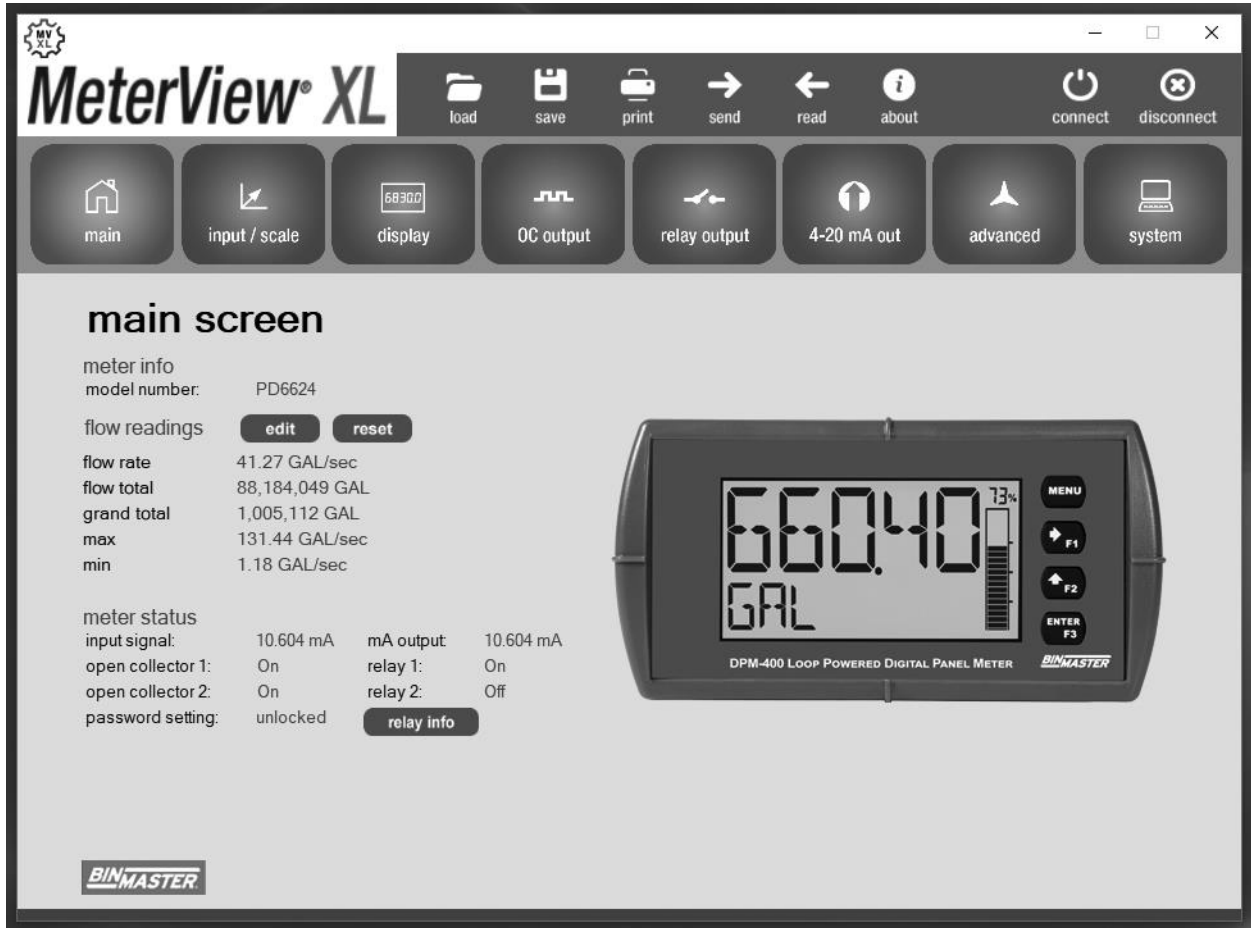 MV
XL
MeterView® XL
load save print send read about connect disconnect
68300
main input / scale display OC output relay output 4-20 mA out advanced system
main screen
meter info
model number: PD6624
flow readings edit reset
flow rate 41.27 GAL/sec
flow total 88,184,049 GAL
grand total 1,005,112 GAL
max 131.44 GAL/sec
min 1.18 GAL/sec
meter status
input signal: 10.604 mA mA output: 10.604 mA
open collector 1: On relay 1: On
open collector 2: On relay 2: Off
password setting: unlocked relay info
660.40 73%
GAL
MENU
F1
F2
ENTER
F3
DPM-400 LOOP POWERED DIGITAL PANEL METER BINMASTER
BINMASTER